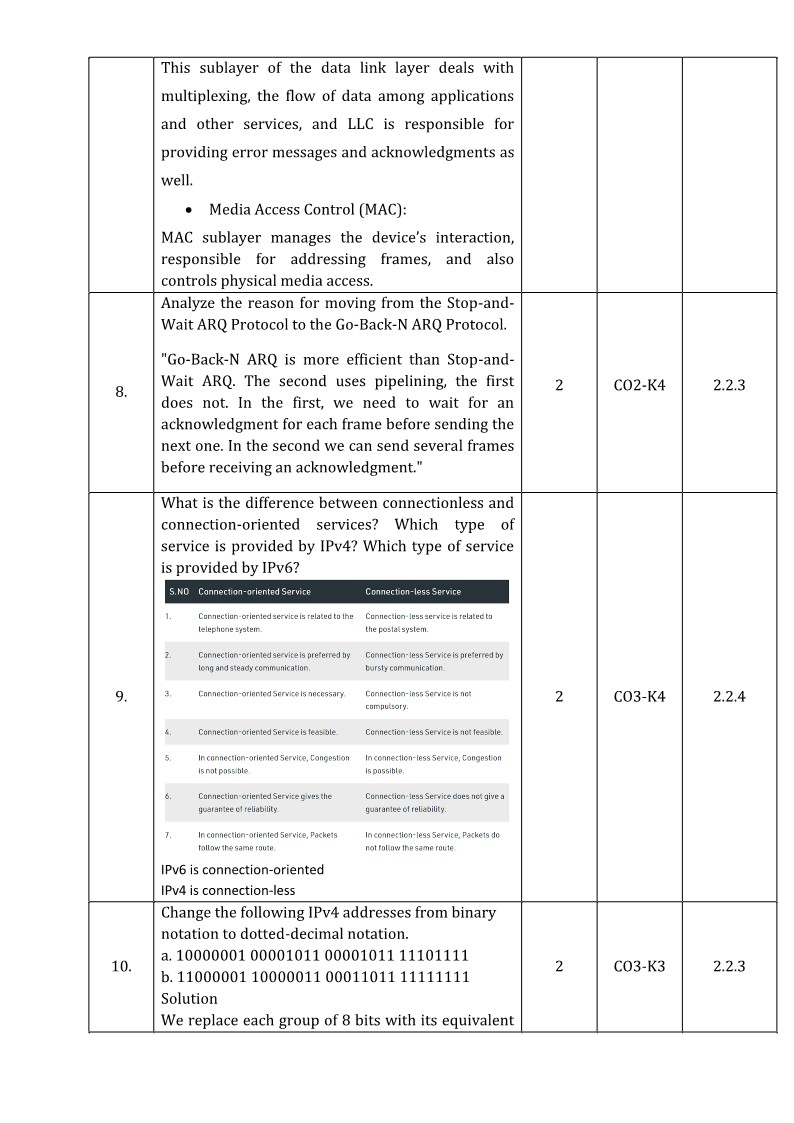 This sublayer of the data link layer deals with
multiplexing, the flow of data among applications
and other services, and LLC is responsible for
providing error messages and acknowledgments as
well.
• Media Access Control (MAC):
MAC sublayer manages the device’s interaction,
responsible for addressing frames, and also
controls physical media access.
8.
Analyze the reason for moving from the Stop-and-
Wait ARQ Protocol to the Go-Back-N ARQ Protocol.
"Go-Back-N ARQ is more efficient than Stop-and-
Wait ARQ. The second uses pipelining, the first
does not. In the first, we need to wait for an
acknowledgment for each frame before sending the
next one. In the second we can send several frames
before receiving an acknowledgment."
2
CO2-K4
2.2.3
9.
What is the difference between connectionless and
connection-oriented services? Which type of
service is provided by IPv4? Which type of service
is provided by IPv6?
S.NO Connection-oriented Service Connection-less Service
1. Connection-oriented service is related to the Connection-less service is related to
telephone system. the postal system.
2. Connection-oriented service is preferred by Connection-less Service is preferred by
long and steady communication. bursty communication.
3. Connection-oriented Service is necessary. Connection-less Service is not
compulsory.
4. Connection-oriented Service is feasible. Connection-less Service is not feasible.
5. In connection-oriented Service, Congestion In connection-less Service, Congestion
is not possible. is possible.
6. Connection-oriented Service gives the Connection-less Service does not give a
guarantee of reliability. guarantee of reliability.
7. In connection-oriented Service, Packets In connection-less Service, Packets do
follow the same route. not follow the same route.
IPv6 is connection-oriented
IPv4 is connection-less
2
CO3-K4
2.2.4
10.
Change the following IPv4 addresses from binary
notation to dotted-decimal notation.
a. 10000001 00001011 00001011 11101111
b. 11000001 10000011 00011011 11111111
Solution
We replace each group of 8 bits with its equivalent
2
CO3-K3
2.2.3